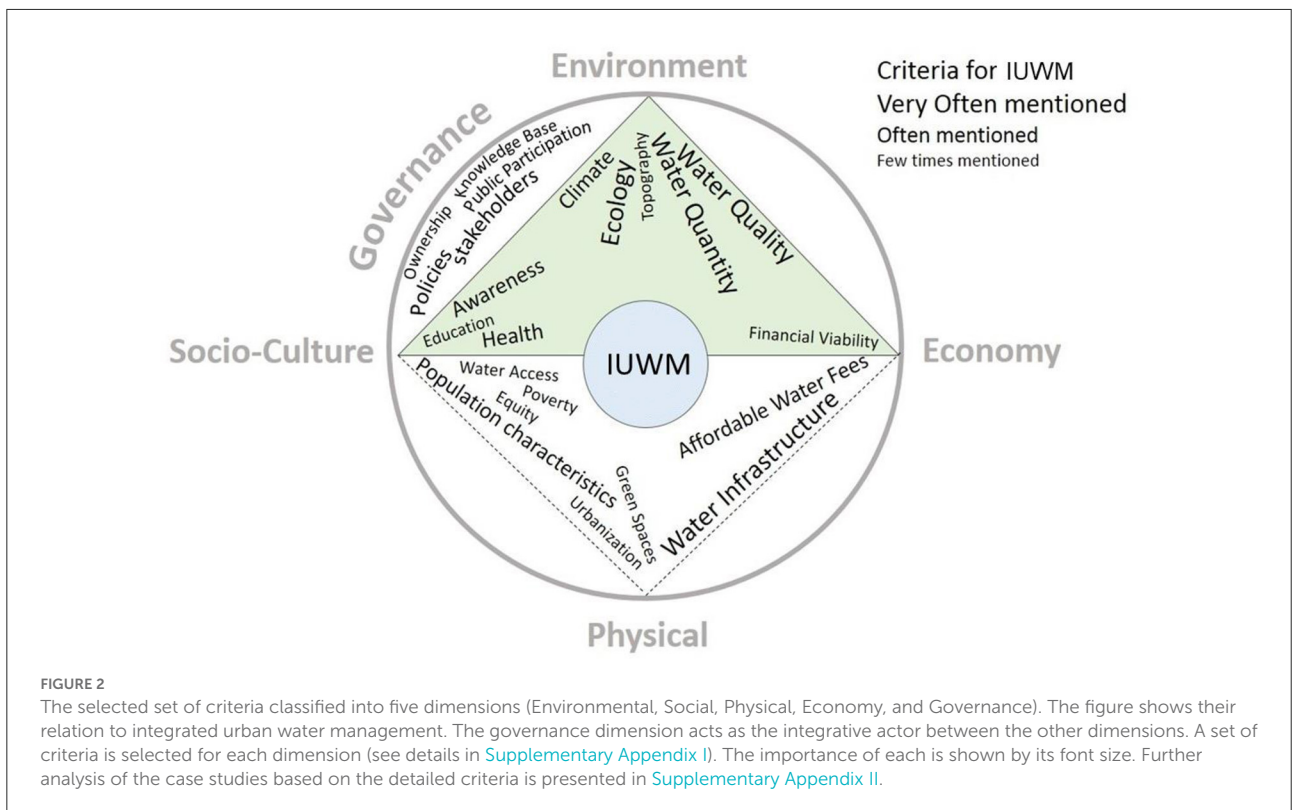 Environment
Criteria for IUWM
Very Often mentioned
Often mentioned
Few times mentioned
Governance
Knowledge Base
Public Participation
stakeholders
Ownership
Policies
Climate
Ecology
Topography
Water Quantity
Water Quality
Awareness
Education
Health
Financial Viability
Socio-Culture
IUWM
Economy
Water Access
Poverty
Equity
Population characteristics
Affordable Water Fees
Water Infrastructure
Green Spaces
Urbanization
Physical
FIGURE 2
The selected set of criteria classified into five dimensions (Environmental, Social, Physical, Economy, and Governance). The figure shows their
relation to integrated urban water management. The governance dimension acts as the integrative actor between the other dimensions. A set of
criteria is selected for each dimension (see details in Supplementary Appendix I). The importance of each is shown by its font size. Further
analysis of the case studies based on the detailed criteria is presented in Supplementary Appendix II.